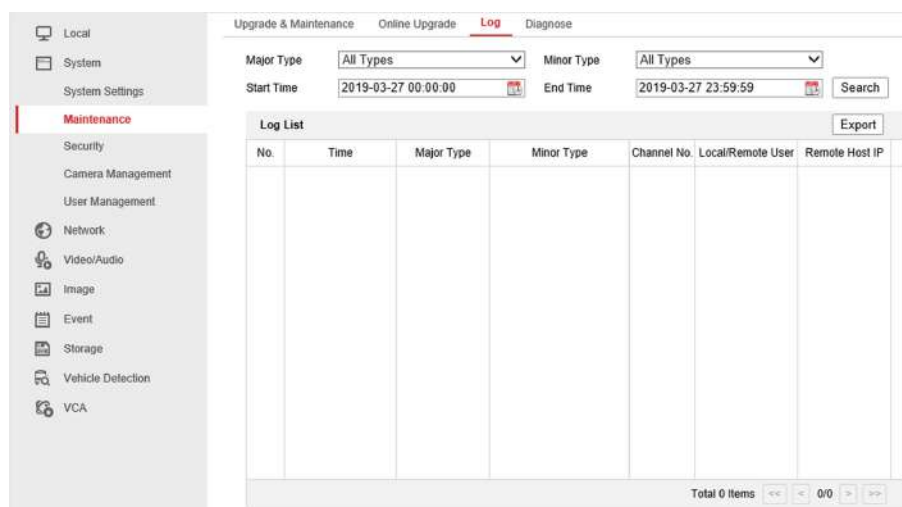 Local
System
System Settings
Maintenance
Security
Camera Management
User Management
Network
Video/Audio
Image
Event
Storage
Vehicle Detection
VCA
Upgrade & Maintenance Online Upgrade Log Diagnose
Major Type All Types Minor Type All Types
Start Time 2019-03-27 00:00:00 End Time 2019-03-27 23:59:59 Search
Log List Export
No. Time Major Type Minor Type Channel No. Local/Remote User Remote Host IP
Total 0 Items << < 0/0 > >>